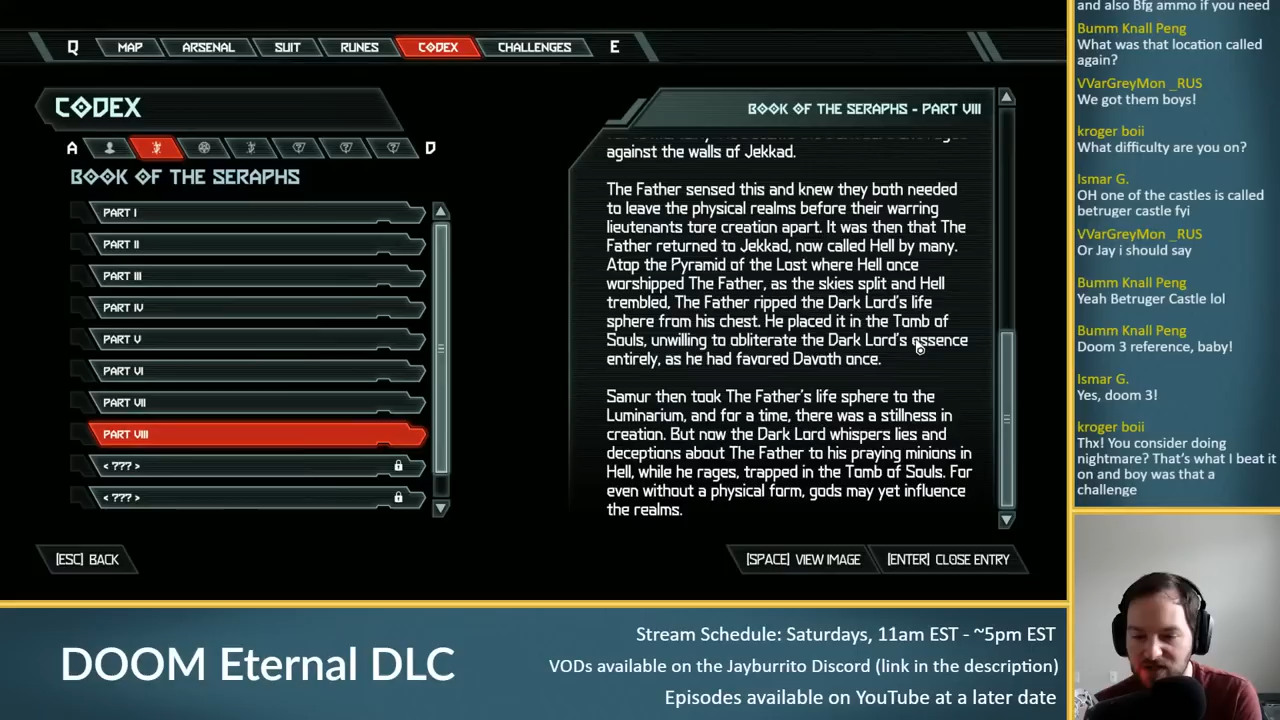 Q MAP ARSENAL SUIT RUNES CODEX CHALLENGES E
CODEX
A D
BOOK OF THE SERAPHS
PART I
PART II
PART III
PART IV
PART V
PART VI
PART VII
PART VIII
< ??? >
< ??? >
[ESC] BACK
BOOK OF THE SERAPHS - PART VIII
against the walls of Jekkad.
The Father sensed this and knew they both needed
to leave the physical realms before their warring
lieutenants tore creation apart. It was then that The
Father returned to Jekkad, now called Hell by many.
Atop the Pyramid of the Lost where Hell once
worshipped The Father, as the skies split and Hell
trembled, The Father ripped the Dark Lord's life
sphere from his chest. He placed it in the Tomb of
Souls, unwilling to obliterate the Dark Lord's essence
entirely, as he had favored Davoth once.
Samur then took The Father's life sphere to the
Luminarium, and for a time, there was a stillness in
creation. But now the Dark Lord whispers lies and
deceptions about The Father to his praying minions in
Hell, while he rages, trapped in the Tomb of Souls. For
even without a physical form, gods may yet influence
the realms.
[SPACE] VIEW IMAGE
[ENTER] CLOSE ENTRY
and also Bfg ammo if you need
Bumm Knall Peng
What was that location called
again?
VVarGreyMon _RUS
We got them boys!
kroger boii
What difficulty are you on?
Ismar G.
OH one of the castles is called
betruger castle fyi
VVarGreyMon _RUS
Or Jay i should say
Bumm Knall Peng
Yeah Betruger Castle lol
Bumm Knall Peng
Doom 3 reference, baby!
Ismar G.
Yes, doom 3!
kroger boii
Thx! You consider doing
nightmare? That's what I beat it
on and boy was that a
challenge
DOOM Eternal DLC
Stream Schedule: Saturdays, 11am EST - ~5pm EST
VODs available on the Jayburrito Discord (link in the description)
Episodes available on YouTube at a later date